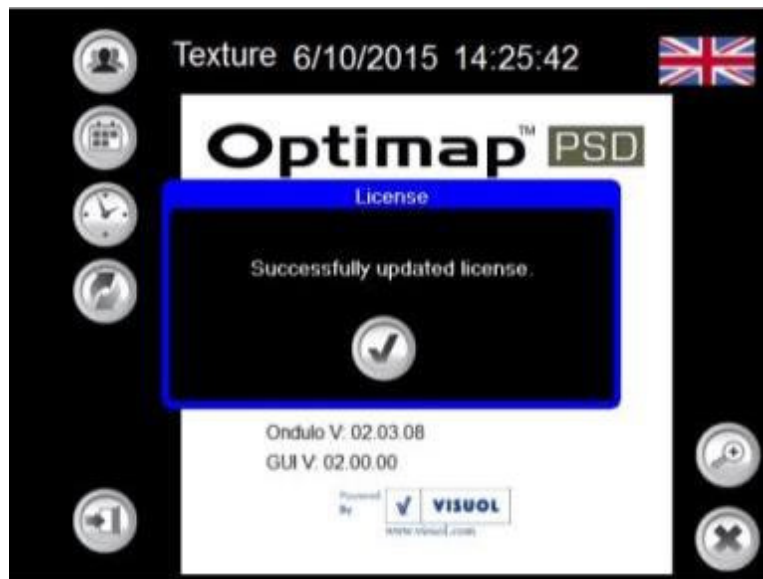 Texture 6/10/2015 14:25:42
Optimap™ PSD
License
Successfully updated license.
Ondulo V: 02.03.08
GUI V: 02.00.00
Powered
By
VISUOL
www.visuol.com